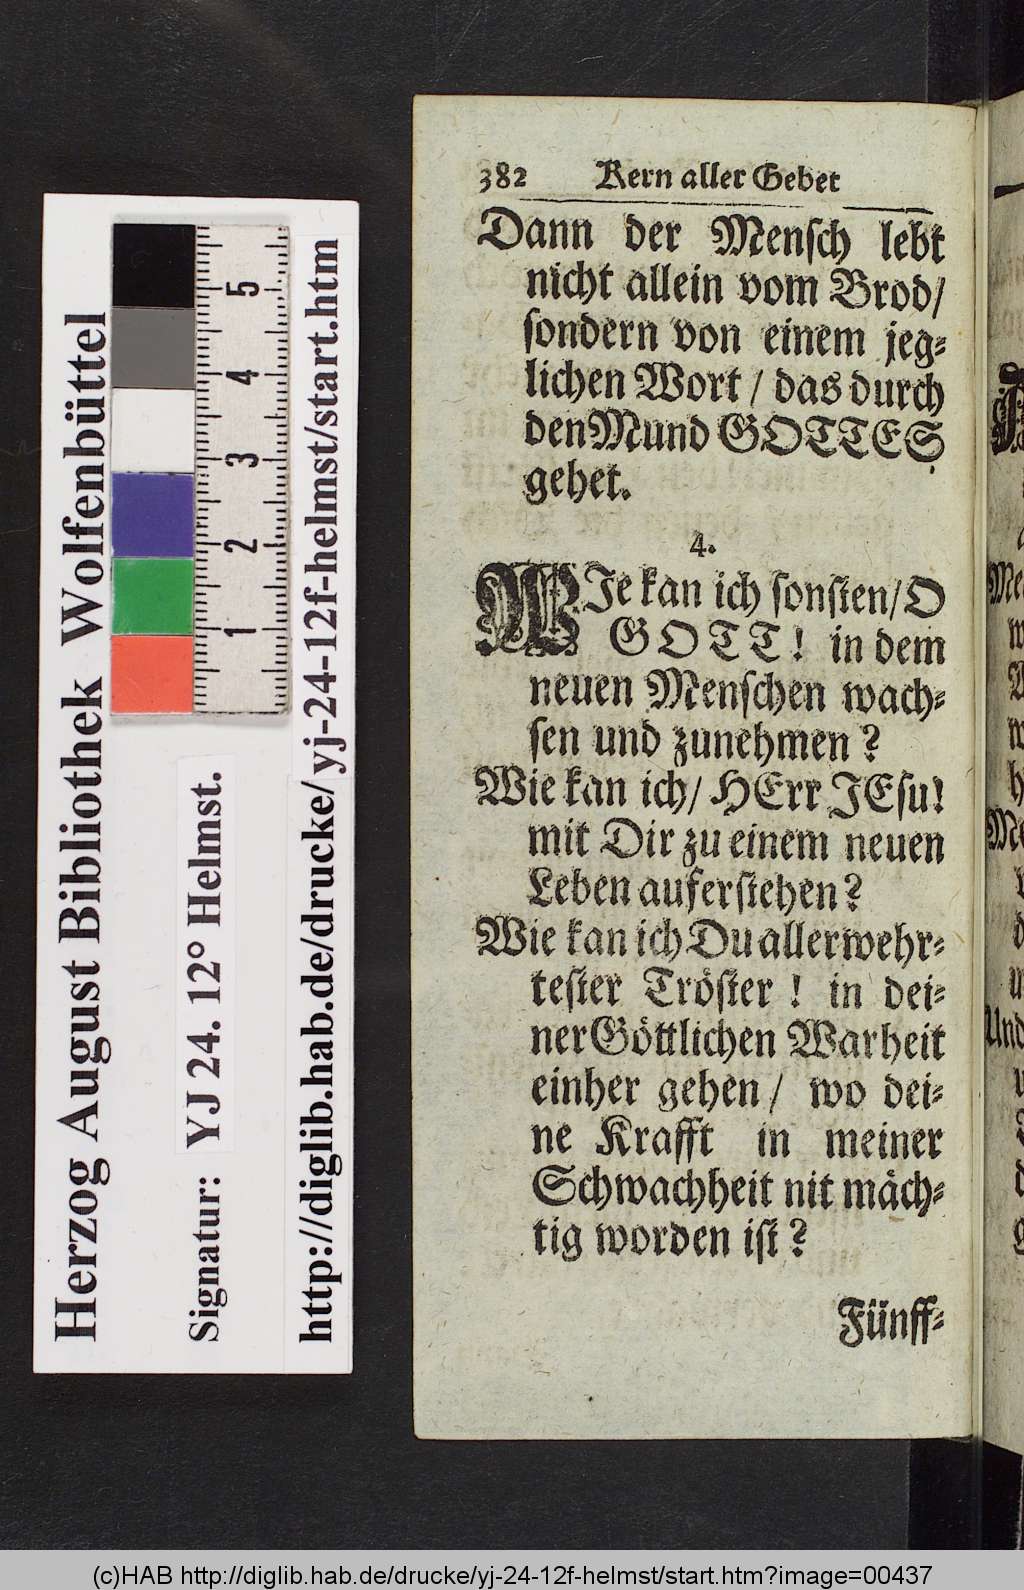 382 Kern aller Gebet
Dann der Menſch lebt
nicht allein vom Brod/
ſondern von einem jeg⸗
lichen Wort / das durch
den Mund GOTTES
gehet.
4.
WIe kan ich ſonſten/ O
GOTT! in dem
neuen Menſchen wach⸗
ſen und zunehmen?
Wie kan ich/ HErr JEſu!
mit Dir zu einem neuen
Leben auferſtehen?
Wie kan ich Du allerwehr⸗
teſter Tröſter! in dei⸗
ner Göttlichen Warheit
einher gehen/ wo dei⸗
ne Krafft in meiner
Schwachheit nit mäch⸗
tig worden iſt?
Fünff⸗
Herzog August Bibliothek Wolfenbüttel
Signatur: YJ 24. 12° Helmst.
http://diglib.hab.de/drucke/yj-24-12f-helmst/start.htm
1 2 3 4 5
(c)HAB http://diglib.hab.de/drucke/yj-24-12f-helmst/start.htm?image=00437